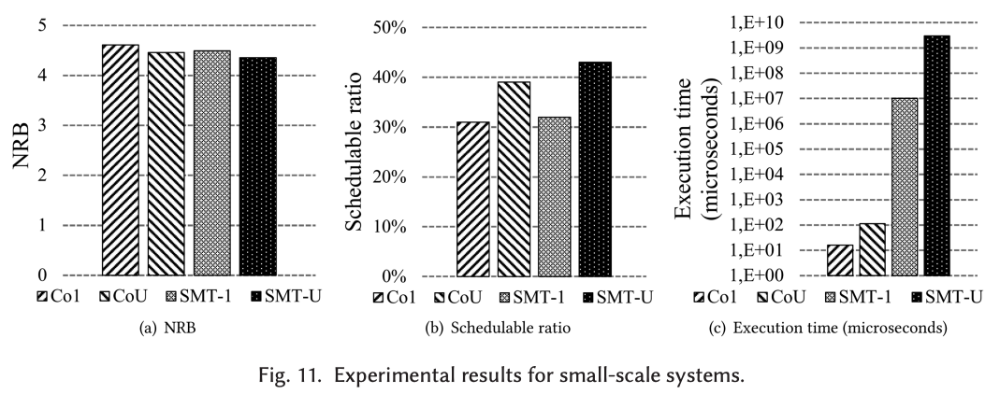 5
4
3
2
1
0
NRB
Co1 CoU SMT-1 SMT-U
(a) NRB
50%
40%
30%
20%
10%
0%
Schedulable ratio
Co1 CoU SMT-1 SMT-U
(b) Schedulable ratio
1,E+10
1,E+09
1,E+08
1,E+07
1,E+06
1,E+05
1,E+04
1,E+03
1,E+02
1,E+01
1,E+00
Execution time
(microseconds)
Co1 CoU SMT-1 SMT-U
(c) Execution time (microseconds)
Fig. 11. Experimental results for small-scale systems.